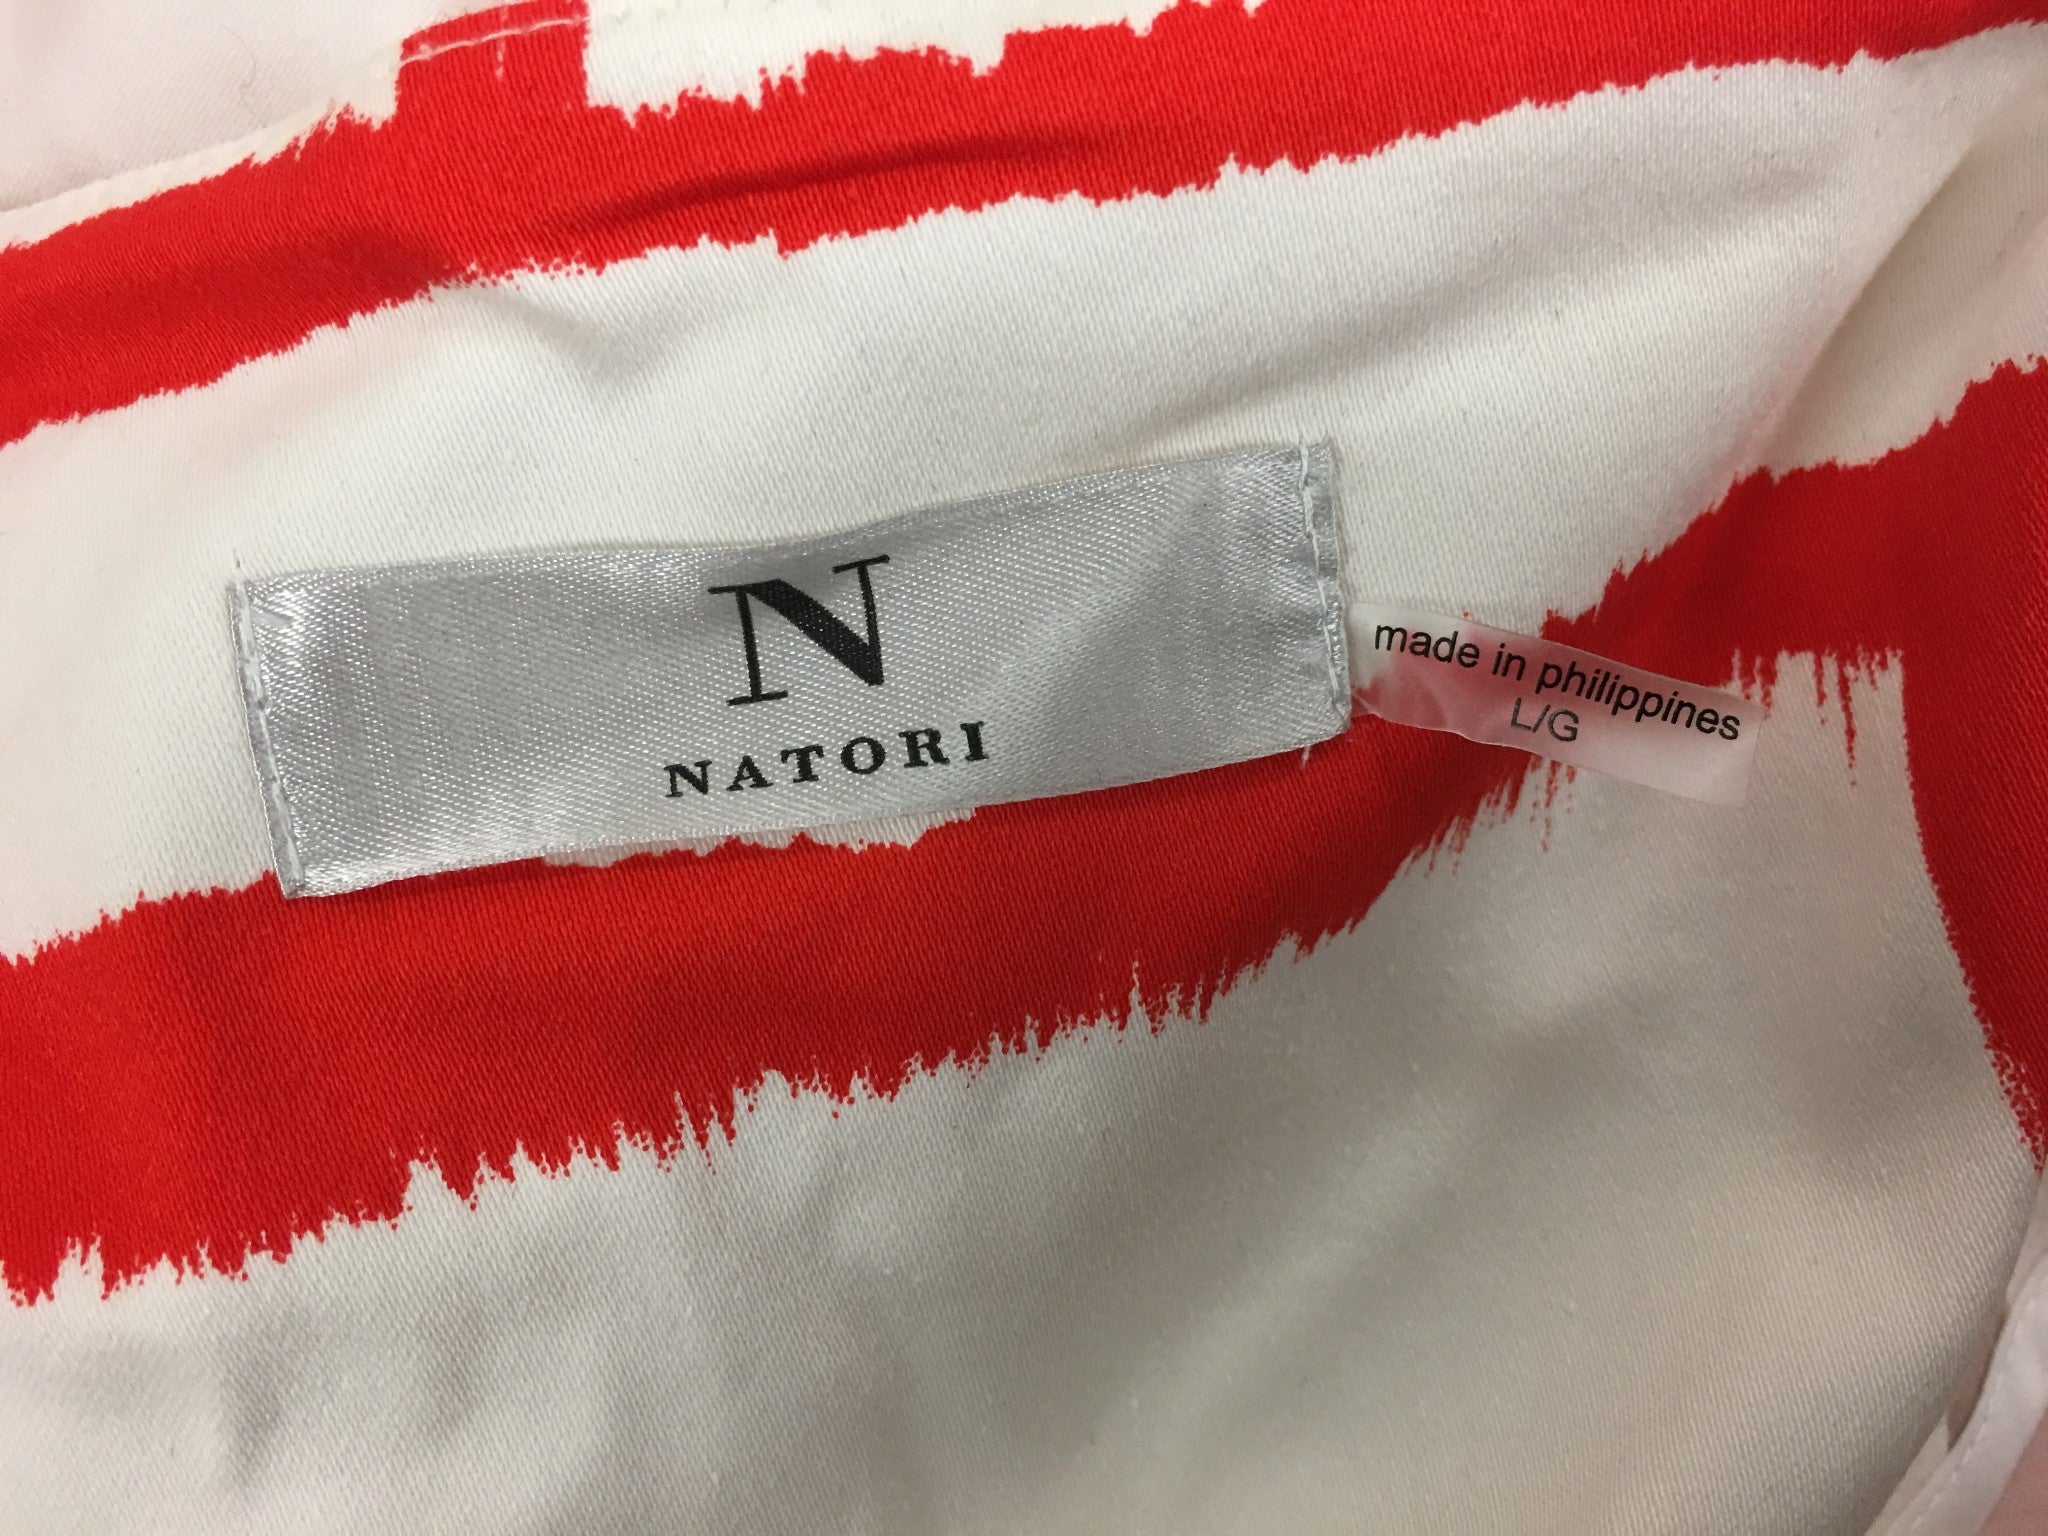 N
NATORI
made in philippines
L/G